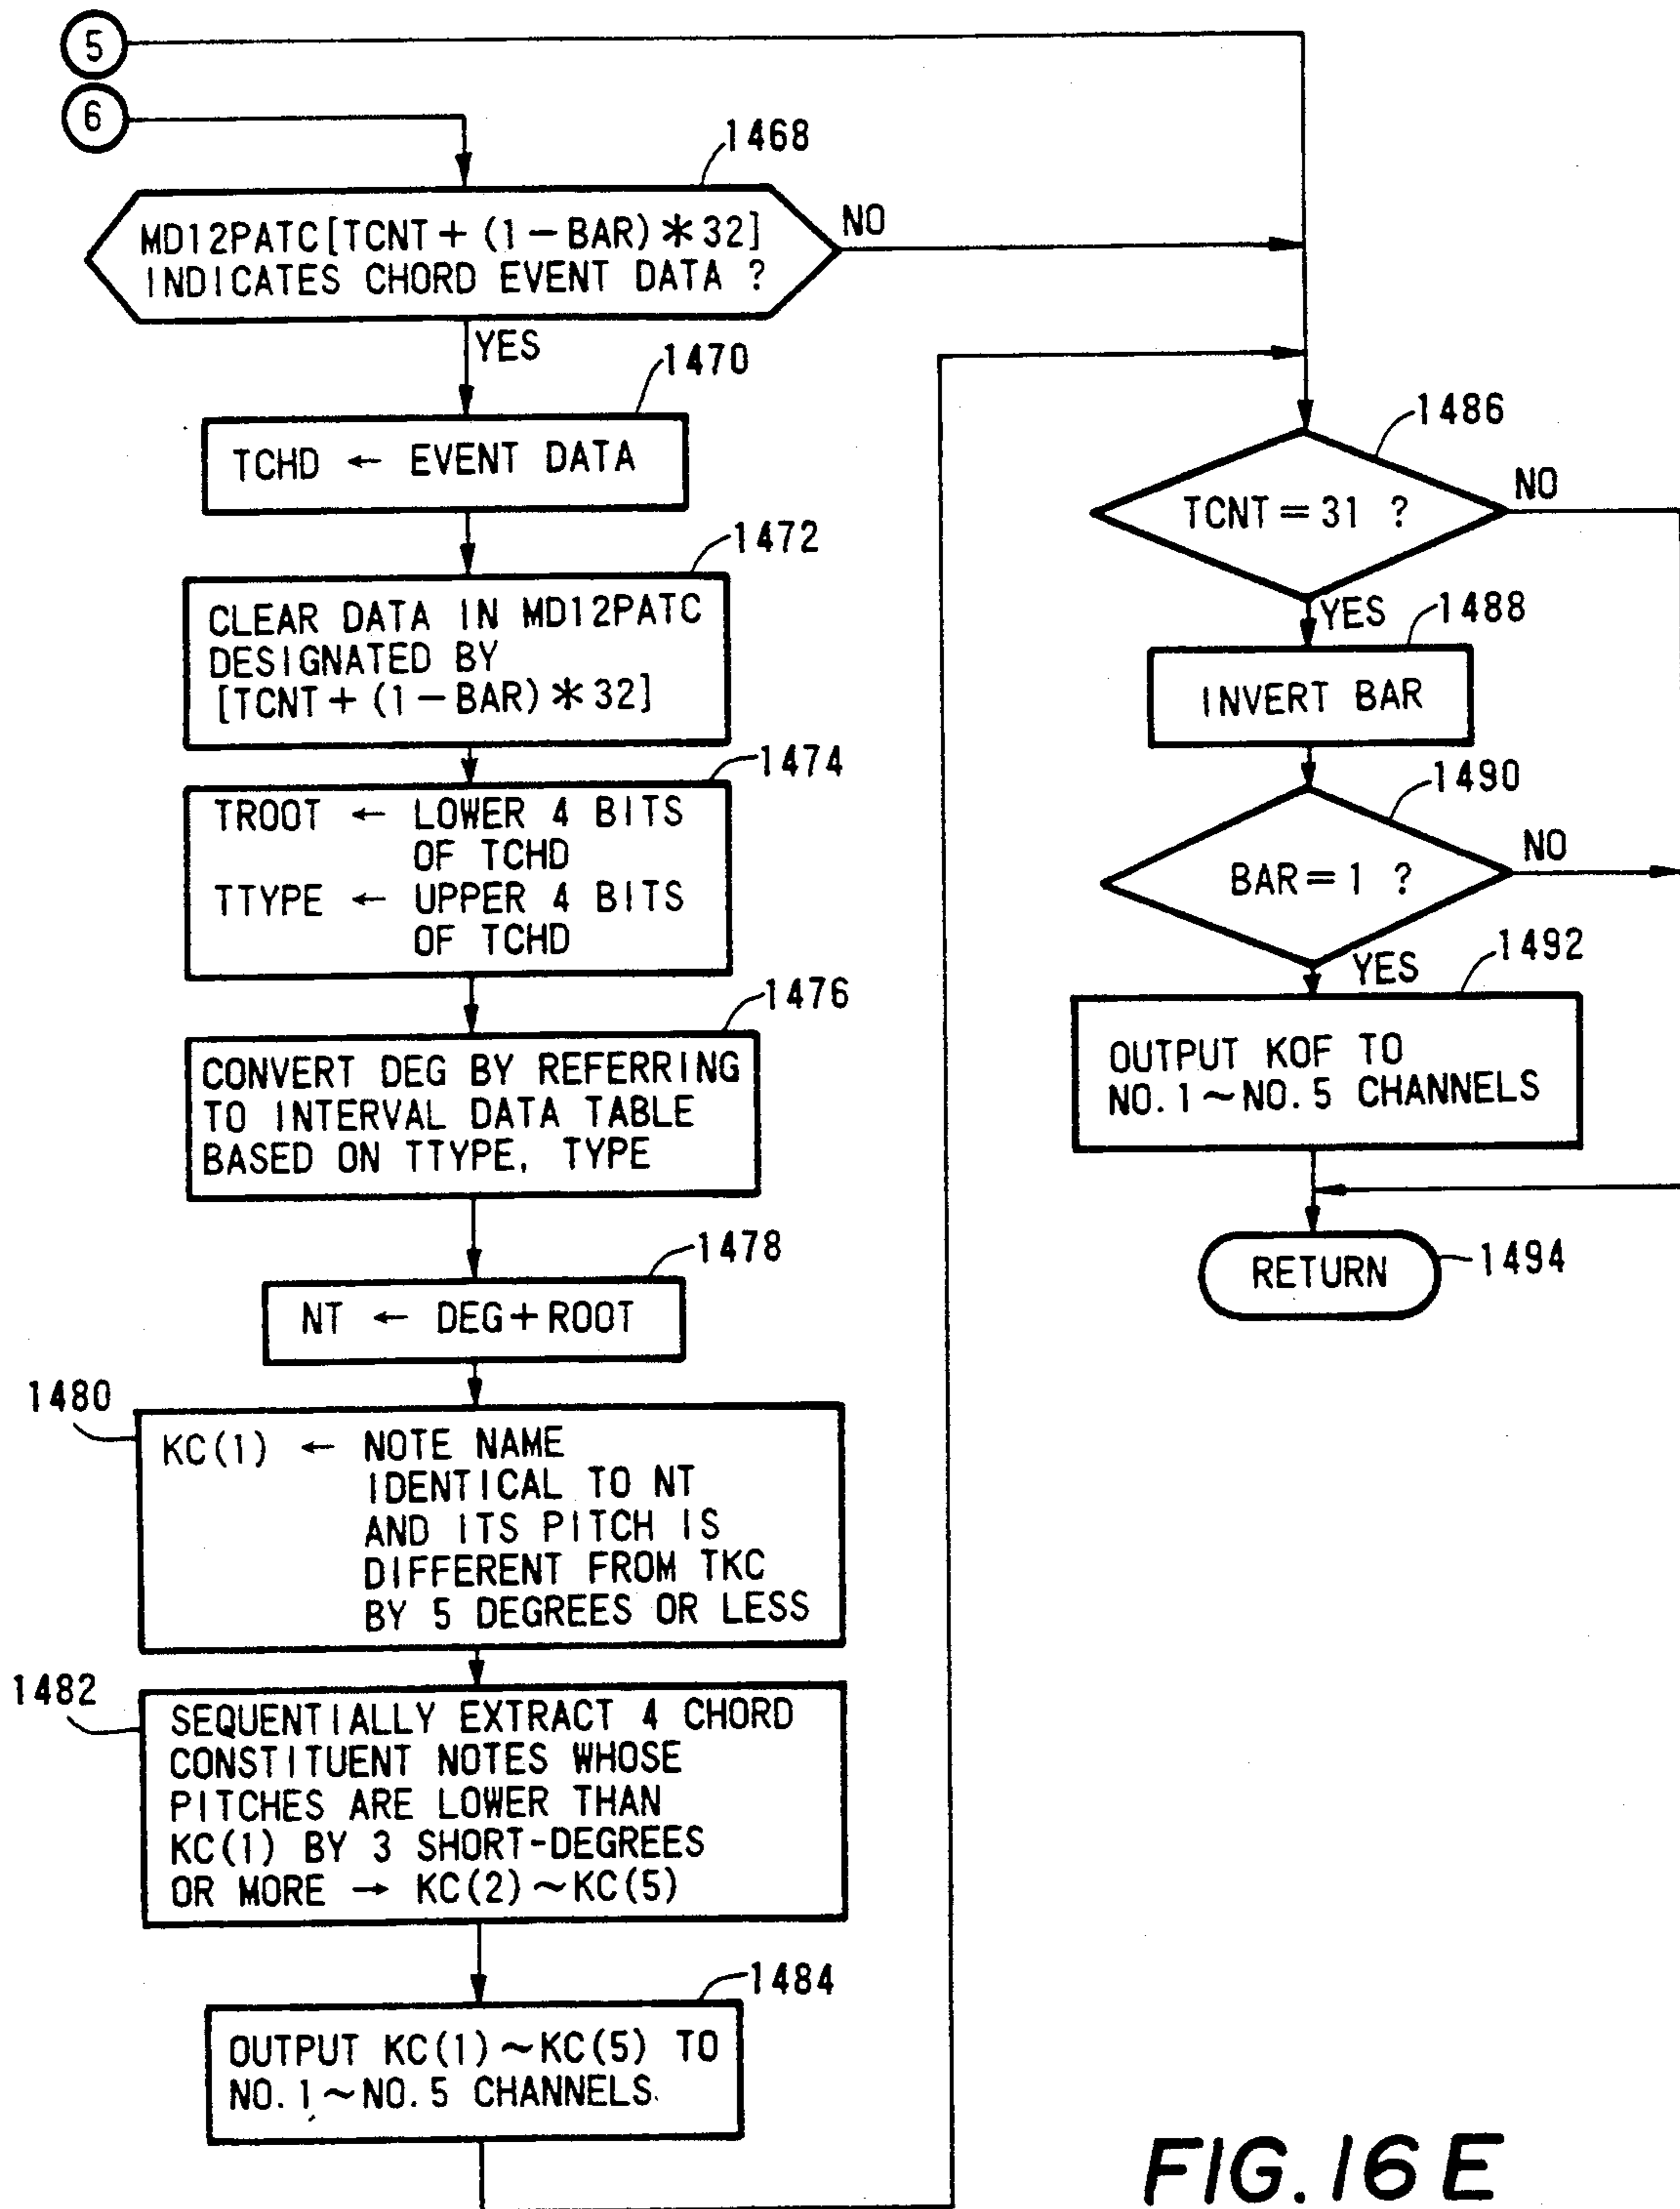 5
6
1468
MD12PATC[TCNT + (1 – BAR) * 32]
INDICATES CHORD EVENT DATA ?
NO
YES
1470
TCHD ← EVENT DATA
1472
CLEAR DATA IN MD12PATC
DESIGNATED BY
[TCNT + (1 – BAR) * 32]
1474
TROOT ← LOWER 4 BITS
OF TCHD
TTYPE ← UPPER 4 BITS
OF TCHD
1476
CONVERT DEG BY REFERRING
TO INTERVAL DATA TABLE
BASED ON TTYPE, TYPE
1478
NT ← DEG+ROOT
1480
KC(1) ← NOTE NAME
IDENTICAL TO NT
AND ITS PITCH IS
DIFFERENT FROM TKC
BY 5 DEGREES OR LESS
1482
SEQUENTIALLY EXTRACT 4 CHORD
CONSTITUENT NOTES WHOSE
PITCHES ARE LOWER THAN
KC(1) BY 3 SHORT-DEGREES
OR MORE → KC(2)~KC(5)
1484
OUTPUT KC(1)~KC(5) TO
NO.1~NO.5 CHANNELS.
1486
TCNT=31 ?
NO
YES
1488
INVERT BAR
1490
BAR=1 ?
NO
YES
1492
OUTPUT KOF TO
NO.1~NO.5 CHANNELS
RETURN
1494
FIG.16E